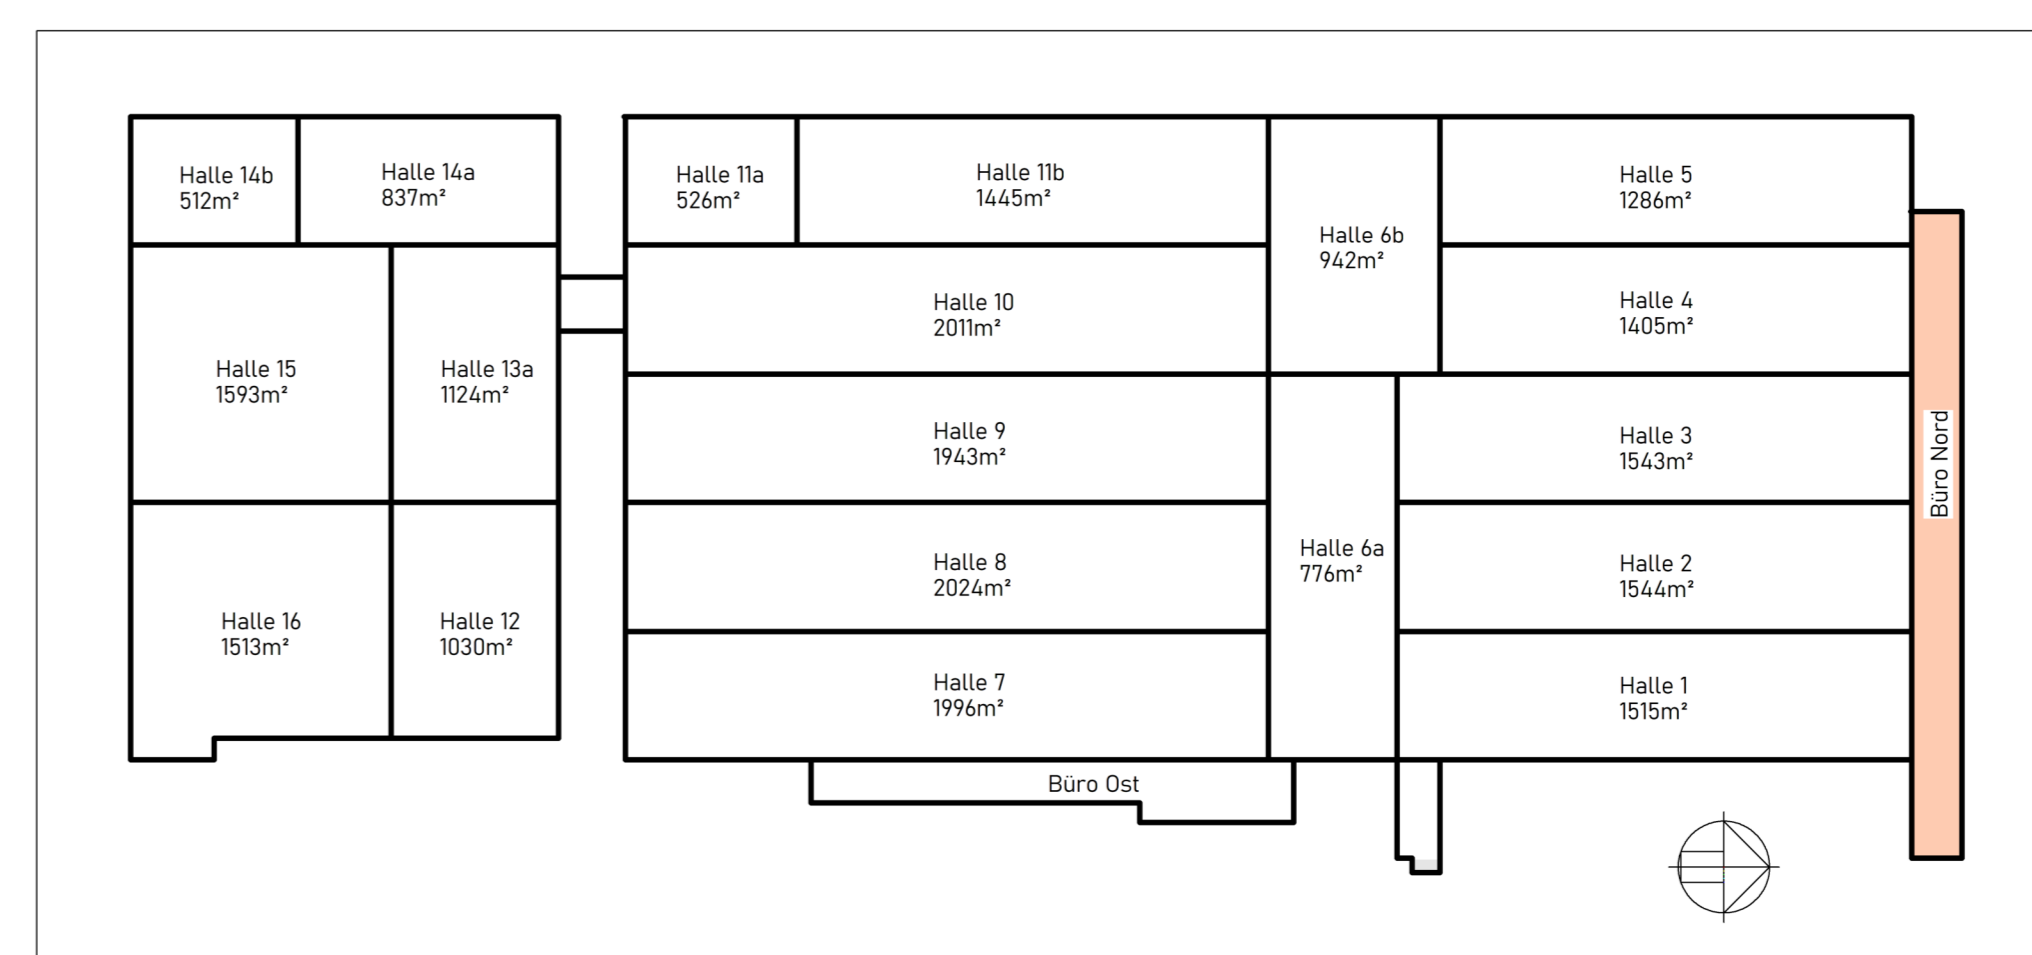 Halle 14b
512m²
Halle 14a
837m²
Halle 11a
526m²
Halle 11b
1445m²
Halle 6b
942m²
Halle 5
1286m²
Halle 10
2011m²
Halle 4
1405m²
Halle 15
1593m²
Halle 13a
1124m²
Halle 9
1943m²
Halle 3
1543m²
Büro Nord
Halle 8
2024m²
Halle 6a
776m²
Halle 2
1544m²
Halle 16
1513m²
Halle 12
1030m²
Halle 7
1996m²
Halle 1
1515m²
Büro Ost